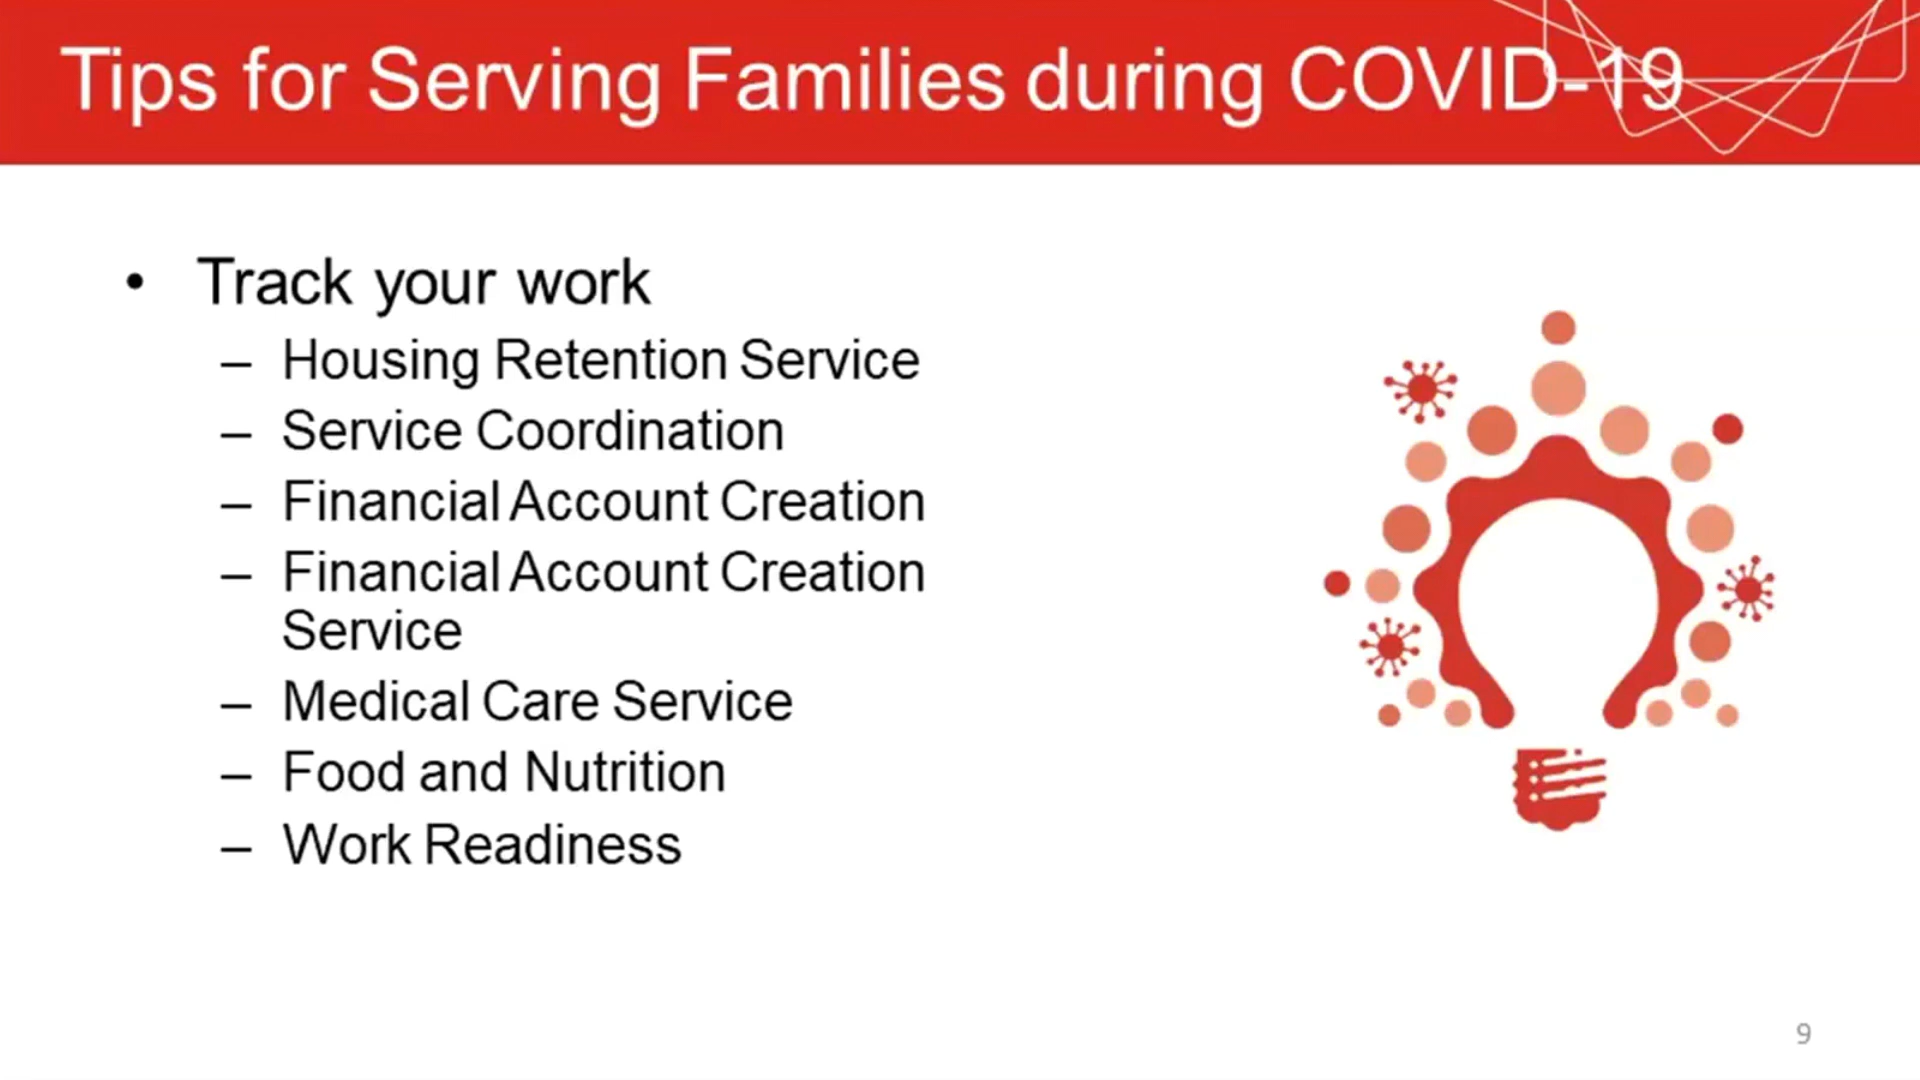 Tips for Serving Families during COVID-19
• Track your work
– Housing Retention Service
– Service Coordination
– Financial Account Creation
– Financial Account Creation
Service
– Medical Care Service
– Food and Nutrition
– Work Readiness
9